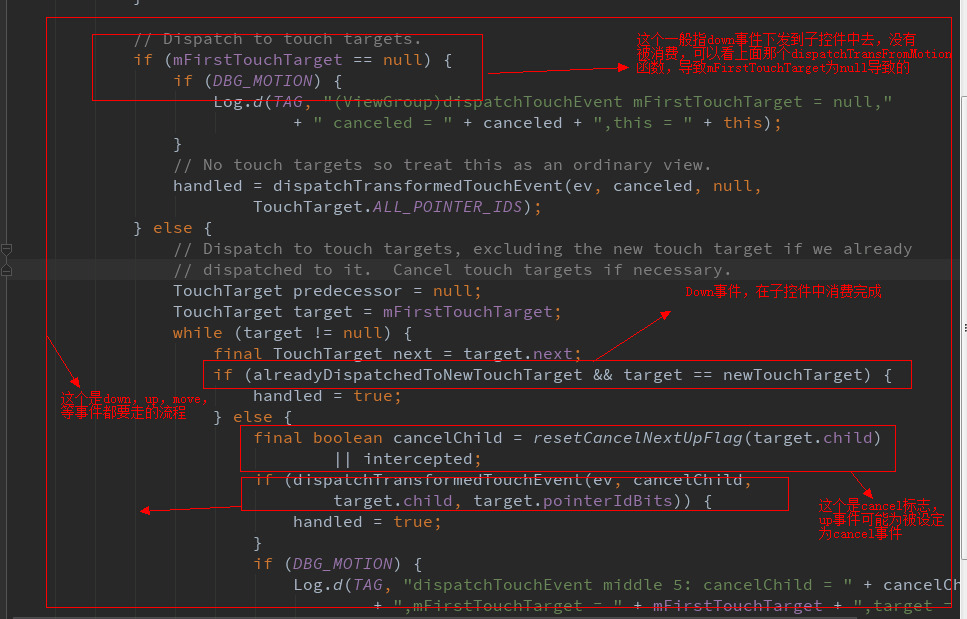 }
// Dispatch to touch targets.
if (mFirstTouchTarget == null) {
if (DBG_MOTION) {
Log.d(TAG, "(ViewGroup)dispatchTouchEvent mFirstTouchTarget = null,"
+ " canceled = " + canceled + ",this = " + this);
}
// No touch targets so treat this as an ordinary view.
handled = dispatchTransformedTouchEvent(ev, canceled, null,
TouchTarget.ALL_POINTER_IDS);
} else {
// Dispatch to touch targets, excluding the new touch target if we already
// dispatched to it.  Cancel touch targets if necessary.
TouchTarget predecessor = null;
TouchTarget target = mFirstTouchTarget;
while (target != null) {
final TouchTarget next = target.next;
if (alreadyDispatchedToNewTouchTarget && target == newTouchTarget) {
handled = true;
} else {
final boolean cancelChild = resetCancelNextUpFlag(target.child)
|| intercepted;
if (dispatchTransformedTouchEvent(ev, cancelChild,
target.child, target.pointerIdBits)) {
handled = true;
}
if (DBG_MOTION) {
Log.d(TAG, "dispatchTouchEvent middle 5: cancelChild = " + cancelCh
+ ",mFirstTouchTarget = " + mFirstTouchTarget + ",target =
这个一般指down事件下发到子控件中去，没有
被消费，可以看上面那个dispatchTransFromMotion
函数，导致mFirstTouchTarget为null导致的
Down事件，在子控件中消费完成
这个是down，up，move，
等事件都要走的流程
这个是cancel标志，
up事件可能为被设定
为cancel事件